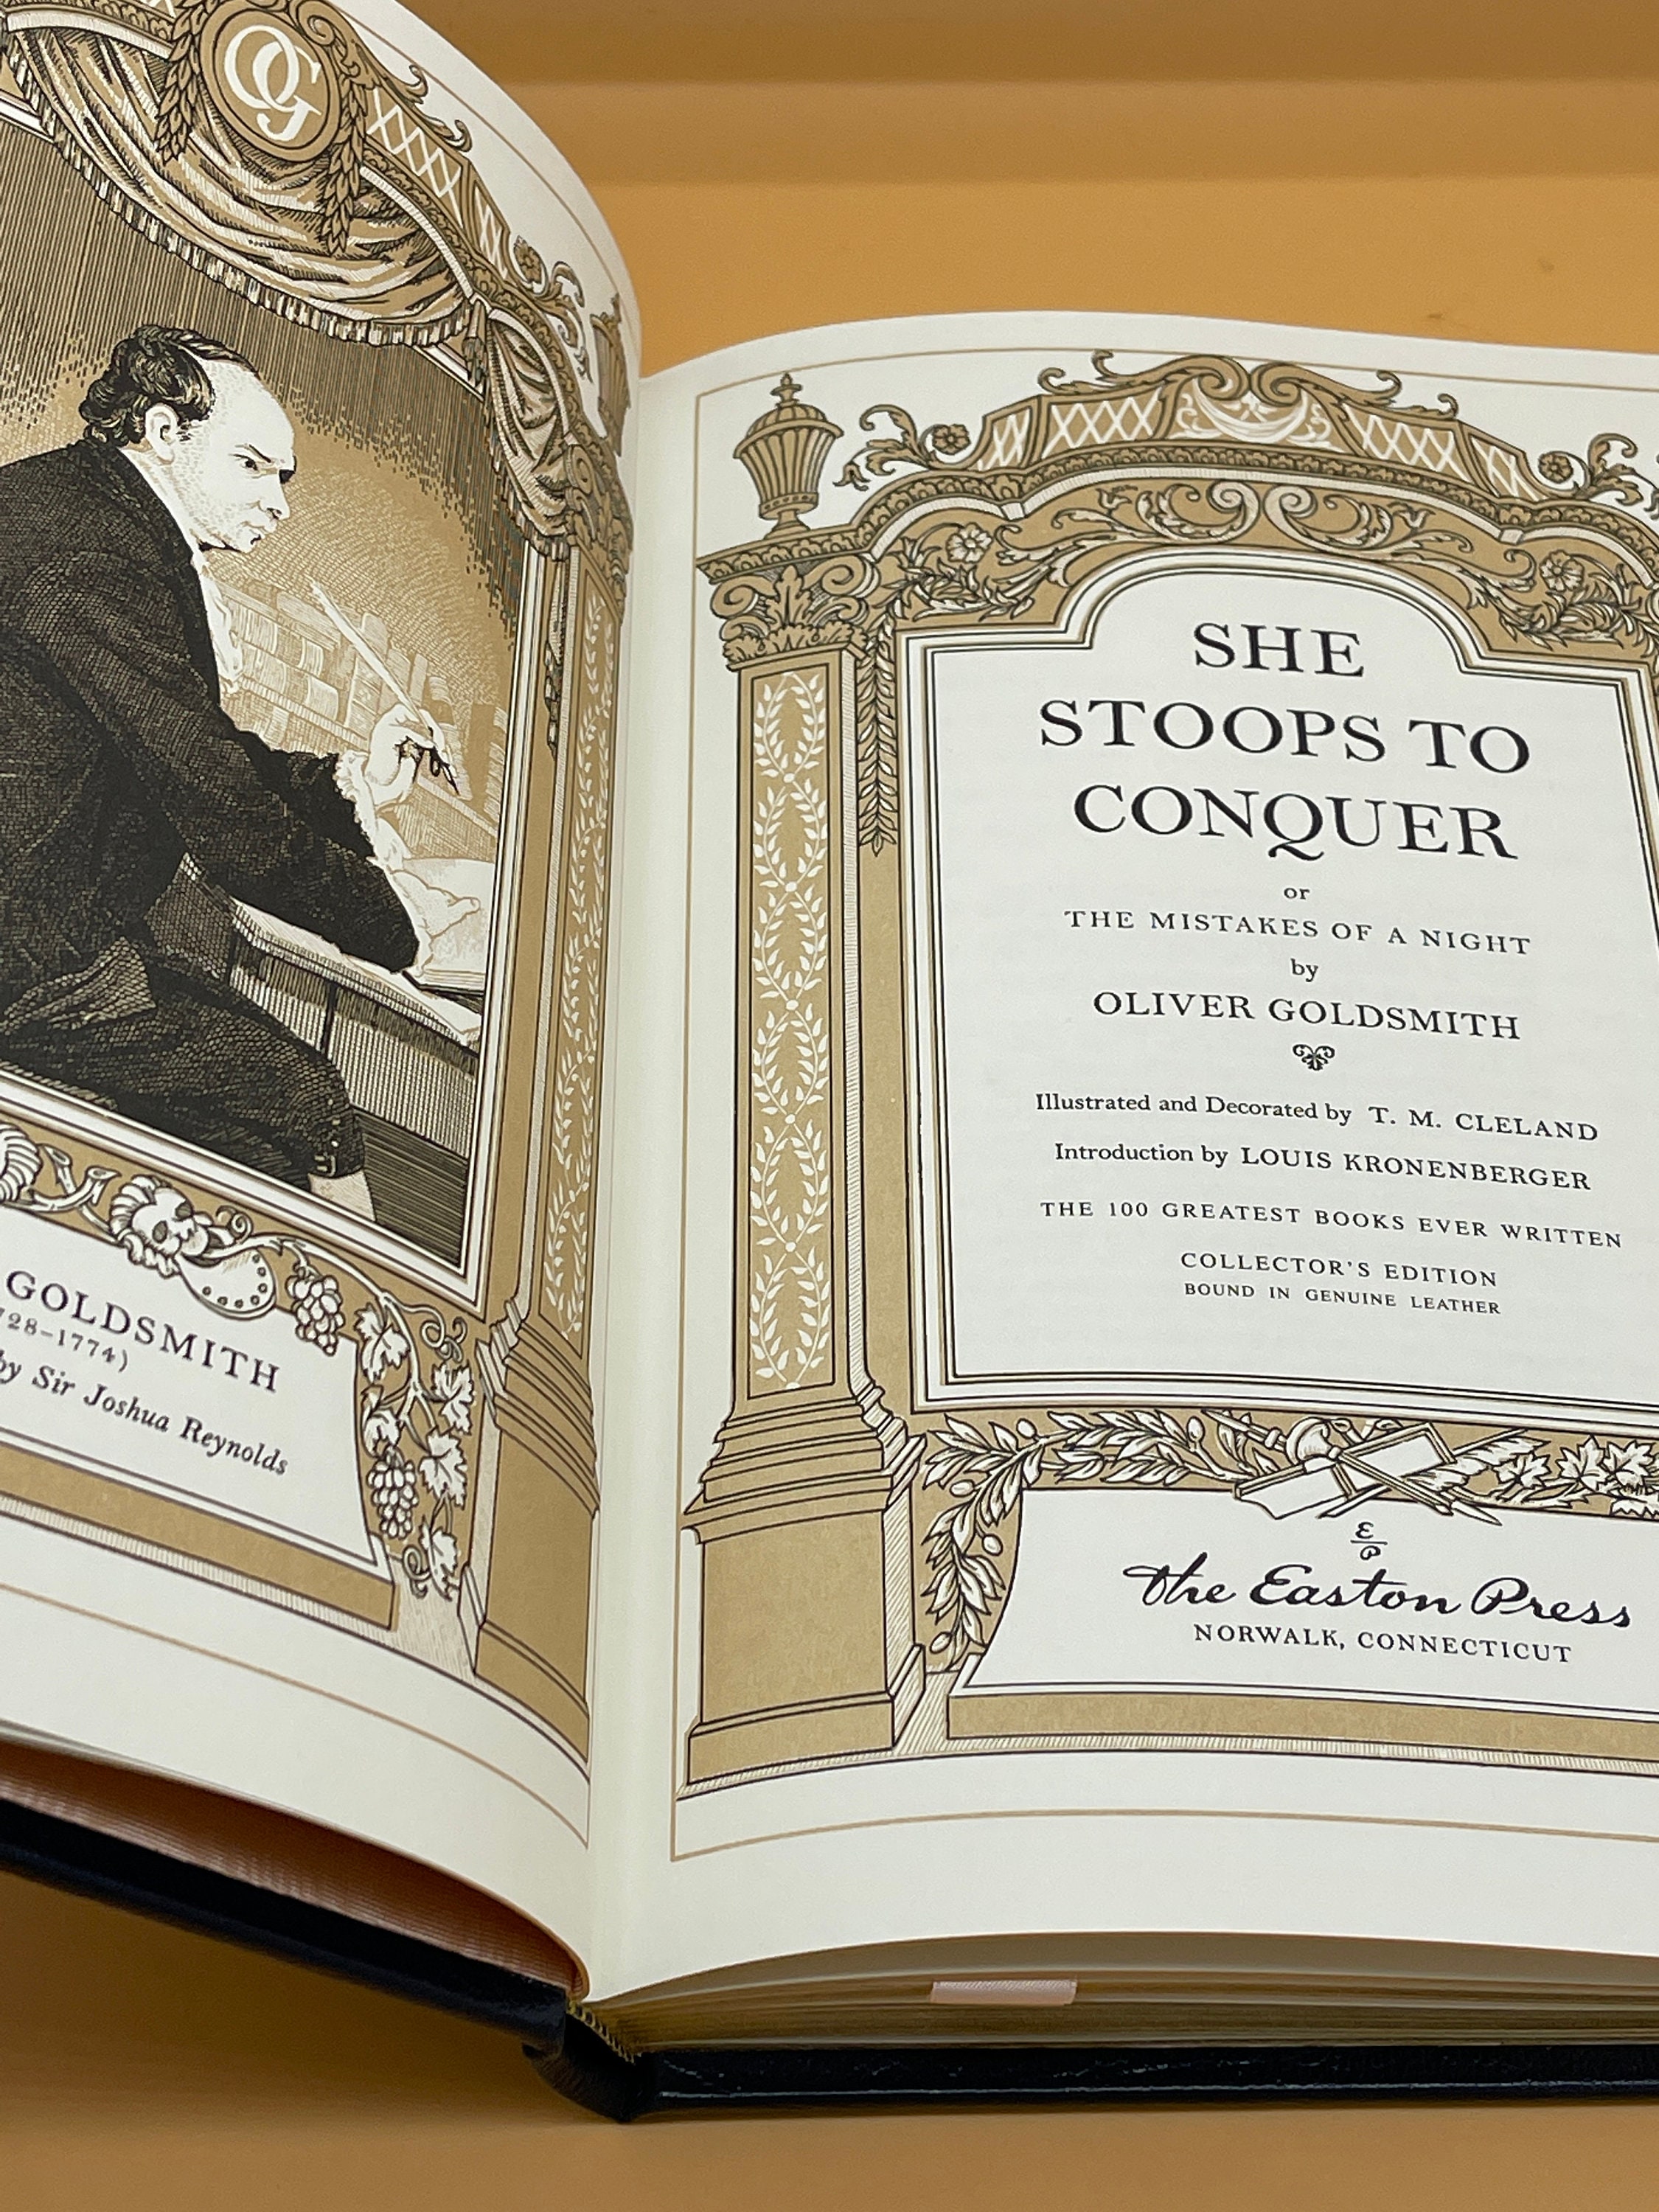 OG
GOLDSMITH
728–1774)
by Sir Joshua Reynolds
SHE
STOOPS TO
CONQUER
or
THE MISTAKES OF A NIGHT
by
OLIVER GOLDSMITH
Illustrated and Decorated by T. M. CLELAND
Introduction by LOUIS KRONENBERGER
THE 100 GREATEST BOOKS EVER WRITTEN
COLLECTOR'S EDITION
BOUND IN GENUINE LEATHER
EP
The Easton Press
NORWALK, CONNECTICUT